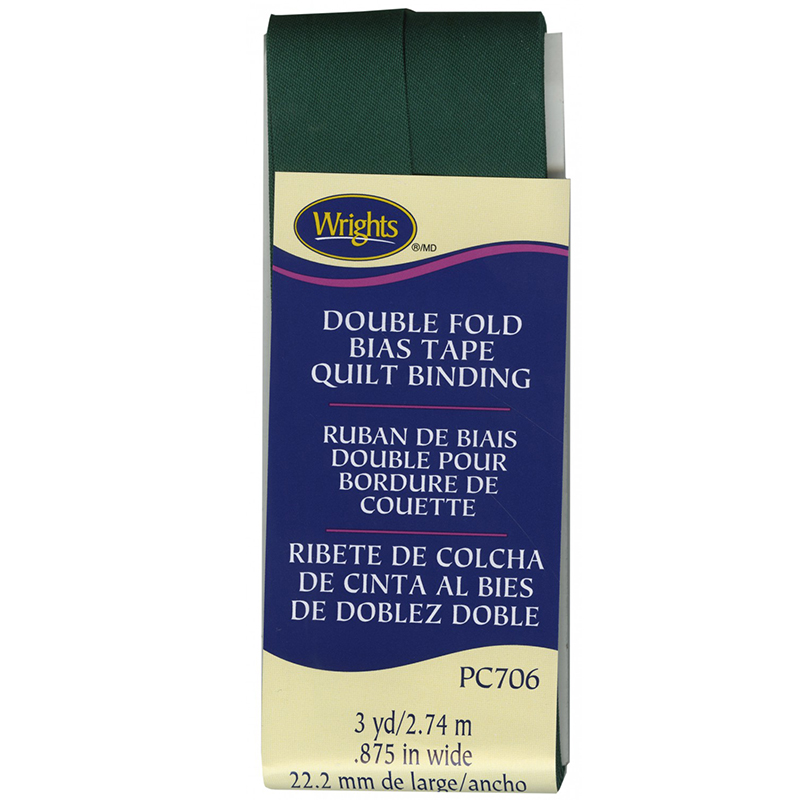 Wrights
®/MD
DOUBLE FOLD
BIAS TAPE
QUILT BINDING
RUBAN DE BIAIS
DOUBLE POUR
BORDURE DE
COUETTE
RIBETE DE COLCHA
DE CINTA AL BIES
DE DOBLEZ DOBLE
PC706
3 yd/2.74 m
.875 in wide
22.2 mm de large/ancho